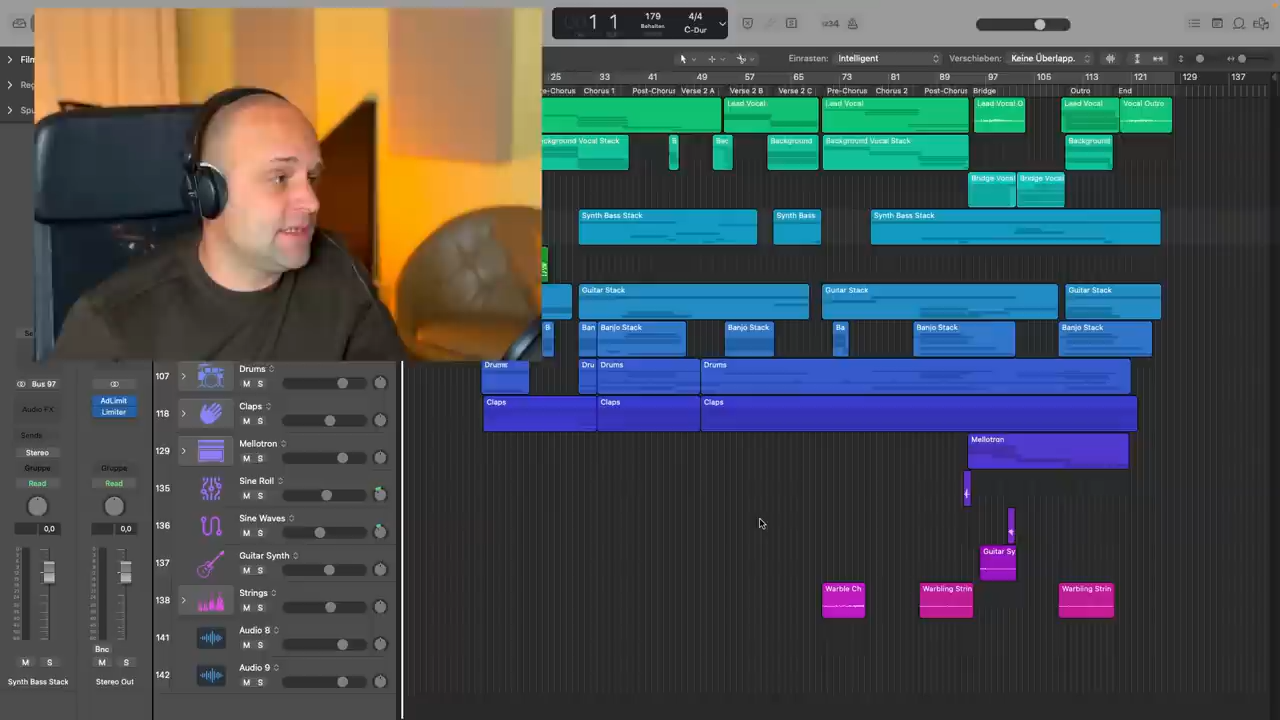 1 1
179
Behalten
4/4
C-Dur
Einrasten: Intelligent
Verschieben: Keine Überlapp.
25 33 41 49 57 65 73 81 89 97 105 113 121 129 137
Chorus 1 Post-Chorus Verse 2 A Verse 2 B Verse 2 C Pre-Chorus Chorus 2 Post-Chorus Bridge Outro End
Lead Vocal Lead Vocal Lead Vocal Lead Vocal Vocal Outro
Background Background Vocal Stack Background
Bridge Vocal Bridge Vocal
Synth Bass Stack Synth Bass Synth Bass Stack
Guitar Stack Guitar Stack Guitar Stack
Banjo Stack Banjo Stack Ba Banjo Stack Banjo Stack
107 Drums M S Drums Dru Drums Drums
Bus 97
Audio FX
AdLimit
Limiter
118 Claps M S Claps Claps Claps
Sends
Stereo
129 Mellotron M S Mellotron
Gruppe Gruppe
Read Read
135 Sine Roll M S
0,0 0,0
136 Sine Waves M S
137 Guitar Synth M S Guitar Sy
138 Strings M S Warble Ch Warbling Strin Warbling Strin
141 Audio 8 M S
Bnc
M S M S
142 Audio 9 M S
Synth Bass Stack Stereo Out